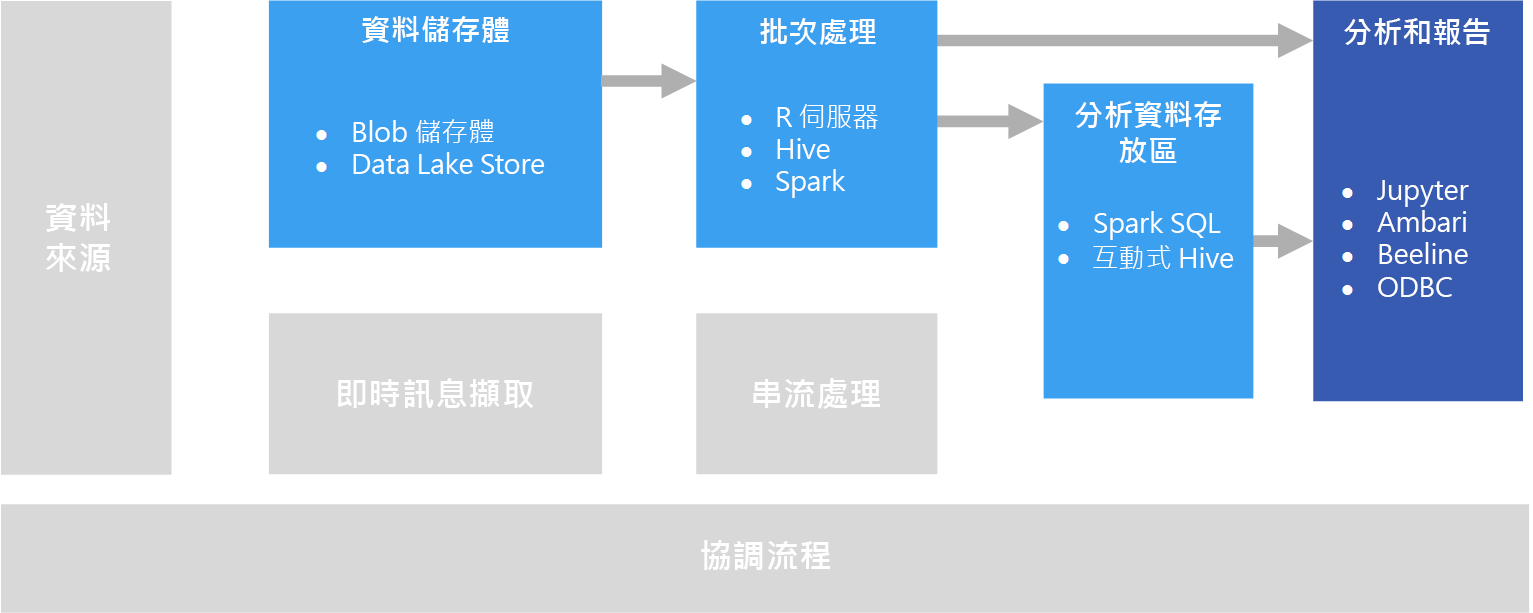 資料
來源
資料儲存體
● Blob 儲存體
● Data Lake Store
批次處理
● R 伺服器
● Hive
● Spark
分析資料存
放區
● Spark SQL
● 互動式 Hive
分析和報告
● Jupyter
● Ambari
● Beeline
● ODBC
即時訊息擷取
串流處理
協調流程